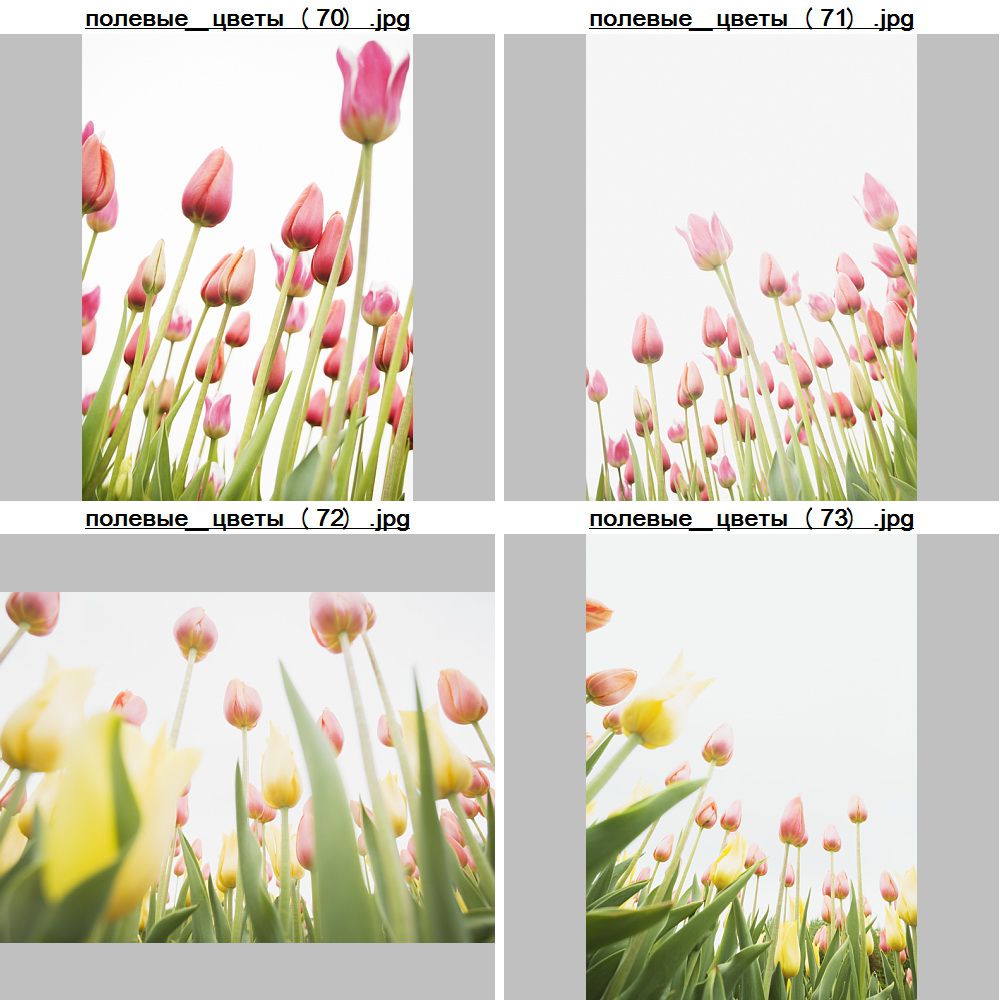 полевые__цветы (70) .jpg
полевые__цветы (71) .jpg
полевые__цветы (72) .jpg
полевые__цветы (73) .jpg